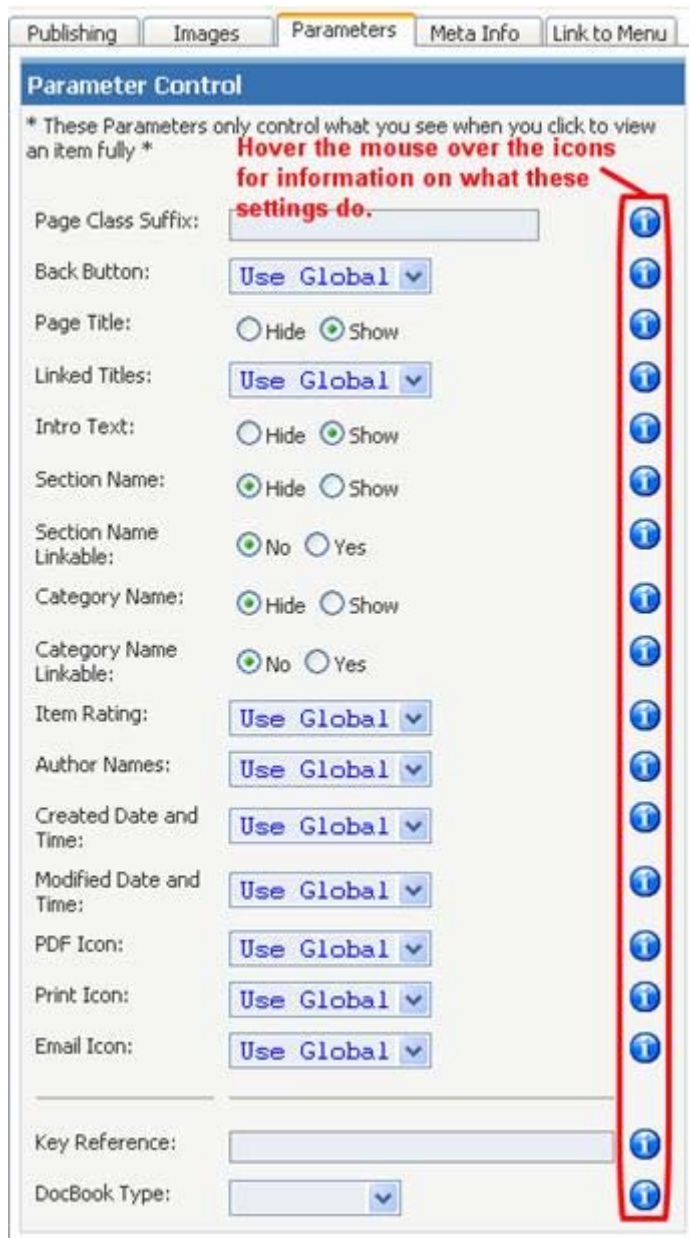 Publishing Images Parameters Meta Info Link to Menu
Parameter Control
* These Parameters only control what you see when you click to view
an item fully *
Hover the mouse over the icons
for information on what these
settings do.
Page Class Suffix:
Back Button: Use Global
Page Title: Hide Show
Linked Titles: Use Global
Intro Text: Hide Show
Section Name: Hide Show
Section Name
Linkable: No Yes
Category Name: Hide Show
Category Name
Linkable: No Yes
Item Rating: Use Global
Author Names: Use Global
Created Date and
Time: Use Global
Modified Date and
Time: Use Global
PDF Icon: Use Global
Print Icon: Use Global
Email Icon: Use Global
Key Reference:
DocBook Type: